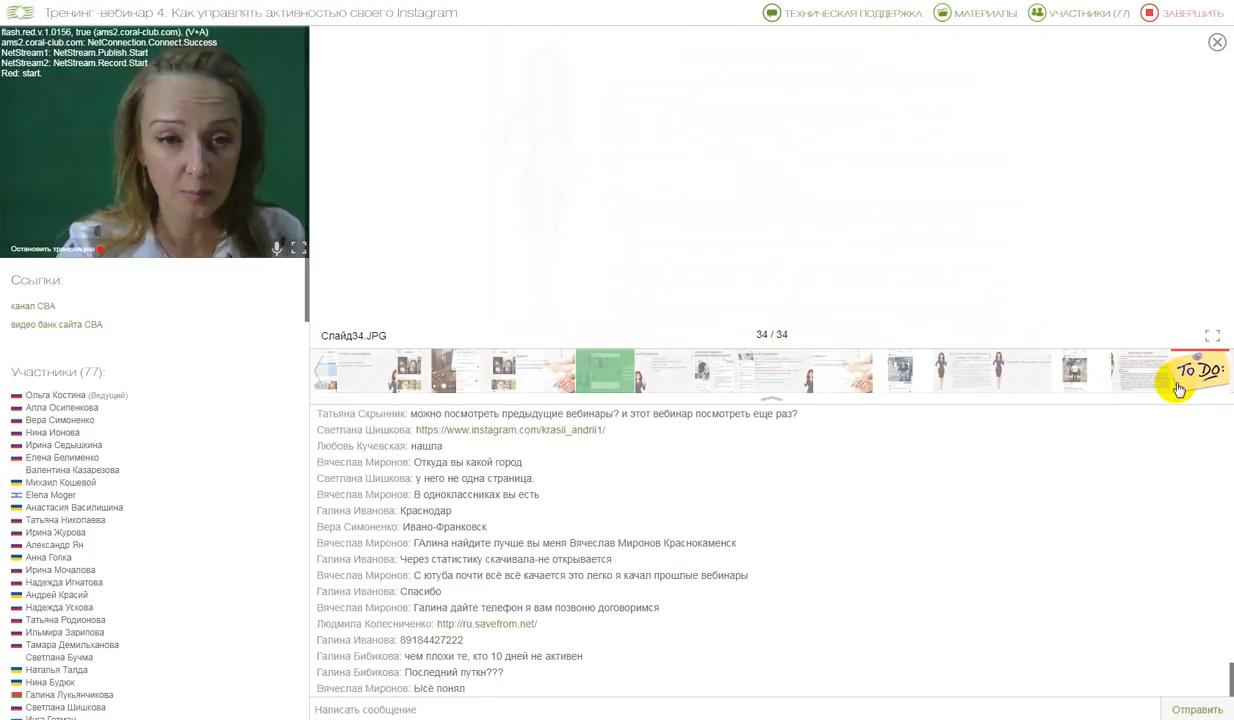 Тренинг-вебинар 4. Как управлять активностью своего Instagram
ТЕХНИЧЕСКАЯ ПОДДЕРЖКА
МАТЕРИАЛЫ
УЧАСТНИКИ (77)
ЗАВЕРШИТЬ
flash.red.v.1.0156, true (ams2.coral-club.com). (V+A)
ams2.coral-club.com: NetConnection.Connect.Success
NetStream1: NetStream.Publish.Start
NetStream2: NetStream.Record.Start
Red: start.
Остановить трансляцию
Ссылки:
канал СВА
видео банк сайта СВА
Участники (77):
Ольга Костина (Ведущий)
Алла Осипенкова
Вера Симоненко
Нина Ионова
Ирина Седышкина
Елена Белименко
Валентина Казарезова
Михаил Кошевой
Elena Moger
Анастасия Василишина
Татьяна Николаева
Ирина Журова
Александр Ян
Анна Гопка
Ирина Мочалова
Надежда Игнатова
Андрей Красий
Надежда Ускова
Татьяна Родионова
Ильмира Зарипова
Тамара Демильханова
Светлана Бучма
Наталья Талда
Нина Будюк
Галина Лукьянчикова
Светлана Шишкова
Слайд34.JPG
34 / 34
To Do:
Татьяна Скрынник: можно посмотреть предыдущие вебинары? и этот вебинар посмотреть еще раз?
Светлана Шишкова: https://www.instagram.com/krasii_andrii1/
Любовь Кучевская: нашла
Вячеслав Миронов: Откуда вы какой город
Светлана Шишкова: у него не одна страница.
Вячеслав Миронов: В одноклассниках вы есть
Галина Иванова: Краснодар
Вера Симоненко: Ивано-Франковск
Вячеслав Миронов: ГАлина найдите лучше вы меня Вячеслав Миронов Краснокаменск
Галина Иванова: Через статистику скачивала-не открывается
Вячеслав Миронов: С ютуба почти всё всё качается это легко я качал прошлые вебинары
Галина Иванова: Спасибо
Вячеслав Миронов: Галина дайте телефон я вам позвоню договоримся
Людмила Колесниченко: http://ru.savefrom.net/
Галина Иванова: 89184427222
Галина Бибикова: чем плохи те, кто 10 дней не активен
Галина Бибикова: Последний путкн???
Вячеслав Миронов: Ысё понял
Написать сообщение
Отправить